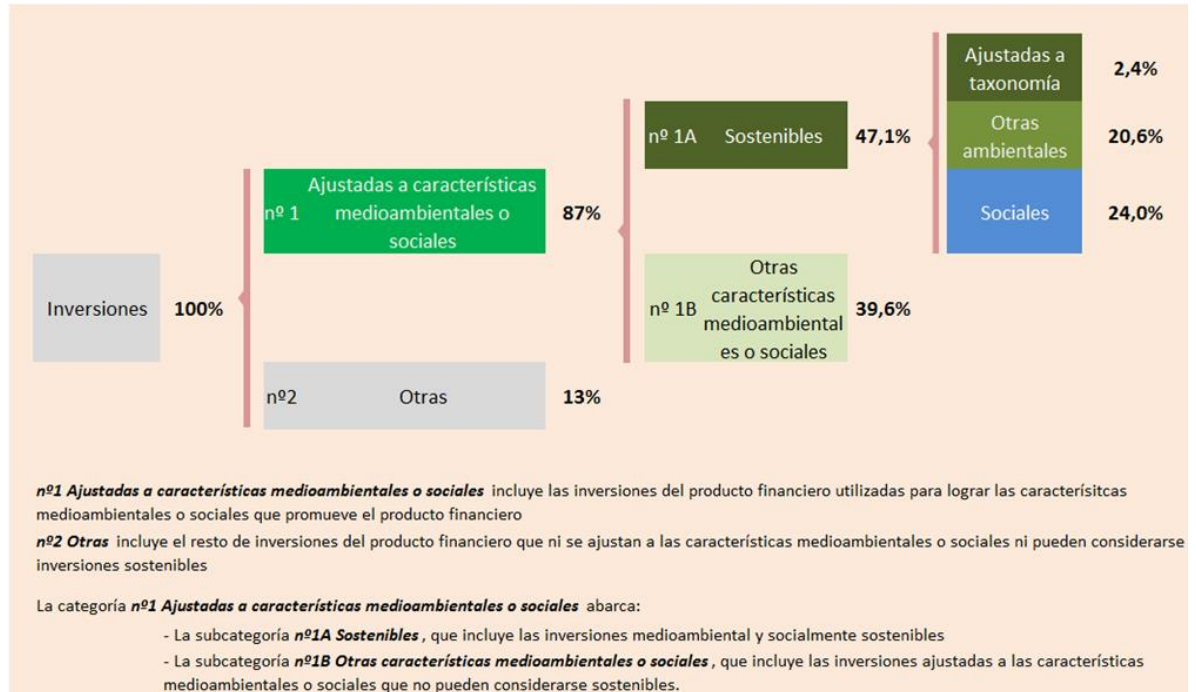 Ajustadas a
taxonomía
2,4%
nº 1A Sostenibles 47,1%
Otras
ambientales
20,6%
Ajustadas a características
nº 1 medioambientales o 87%
sociales
Sociales 24,0%
Inversiones 100%
Otras
características
nº 1B medioambiental 39,6%
es o sociales
nº2 Otras 13%
nº1 Ajustadas a características medioambientales o sociales incluye las inversiones del producto financiero utilizadas para lograr las caracterísitcas
medioambientales o sociales que promueve el producto financiero
nº2 Otras incluye el resto de inversiones del producto financiero que ni se ajustan a las características medioambientales o sociales ni pueden considerarse
inversiones sostenibles
La categoría nº1 Ajustadas a características medioambientales o sociales abarca:
- La subcategoría nº1A Sostenibles, que incluye las inversiones medioambiental y socialmente sostenibles
- La subcategoría nº1B Otras características medioambientales o sociales, que incluye las inversiones ajustadas a las características
medioambientales o sociales que no pueden considerarse sostenibles.